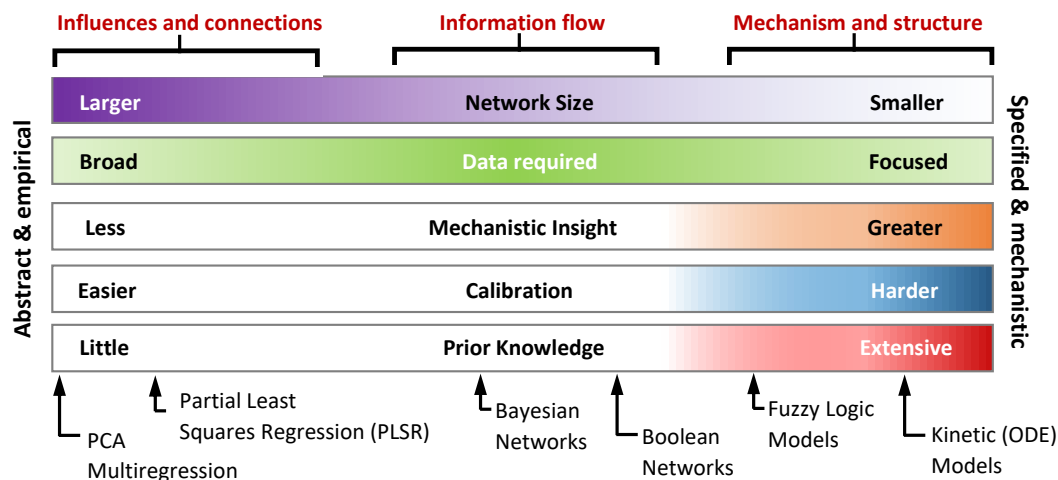 Influences and connections
Information flow
Mechanism and structure
Abstract & empirical
Larger
Network Size
Smaller
Broad
Data required
Focused
Less
Mechanistic Insight
Greater
Easier
Calibration
Harder
Little
Prior Knowledge
Extensive
Specified & mechanistic
PCA
Multiregression
Partial Least
Squares Regression (PLSR)
Bayesian
Networks
Boolean
Networks
Fuzzy Logic
Models
Kinetic (ODE)
Models